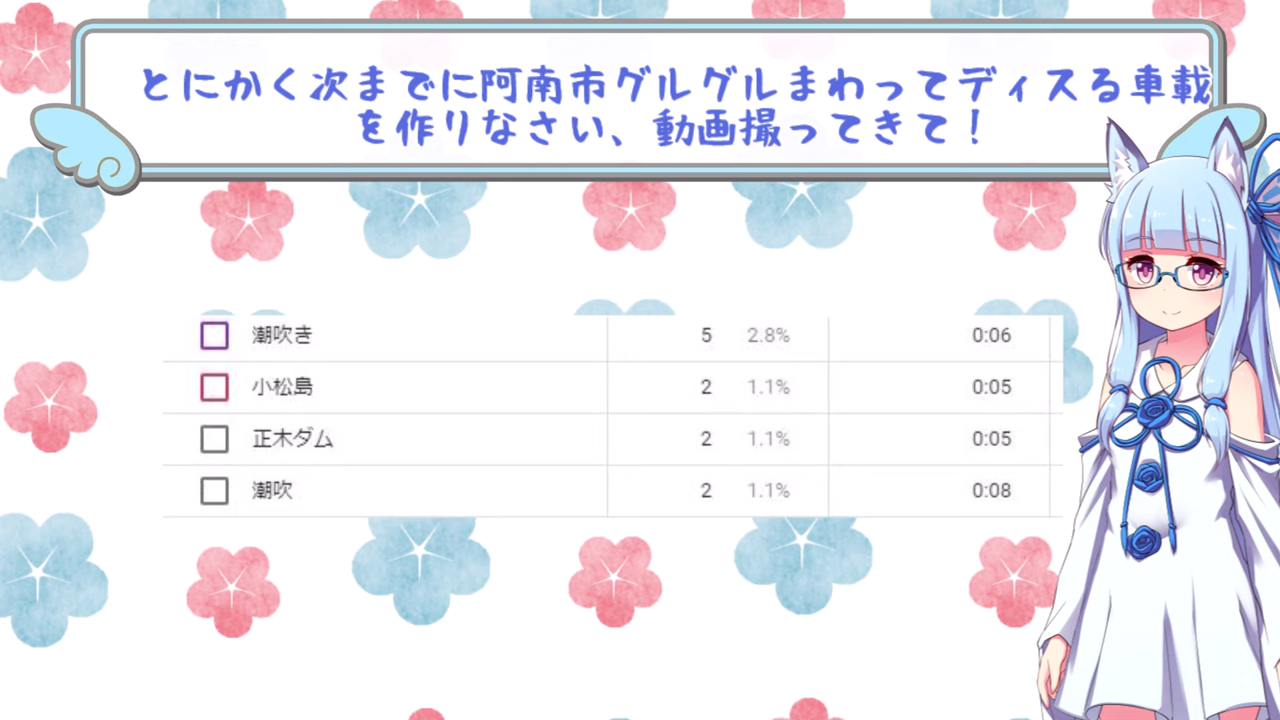 とにかく次までに阿南市グルグルまわってディスる車載
を作りなさい、動画撮ってきて！
潮吹き 5 2.8% 0:06
小松島 2 1.1% 0:05
正木ダム 2 1.1% 0:05
潮吹 2 1.1% 0:08